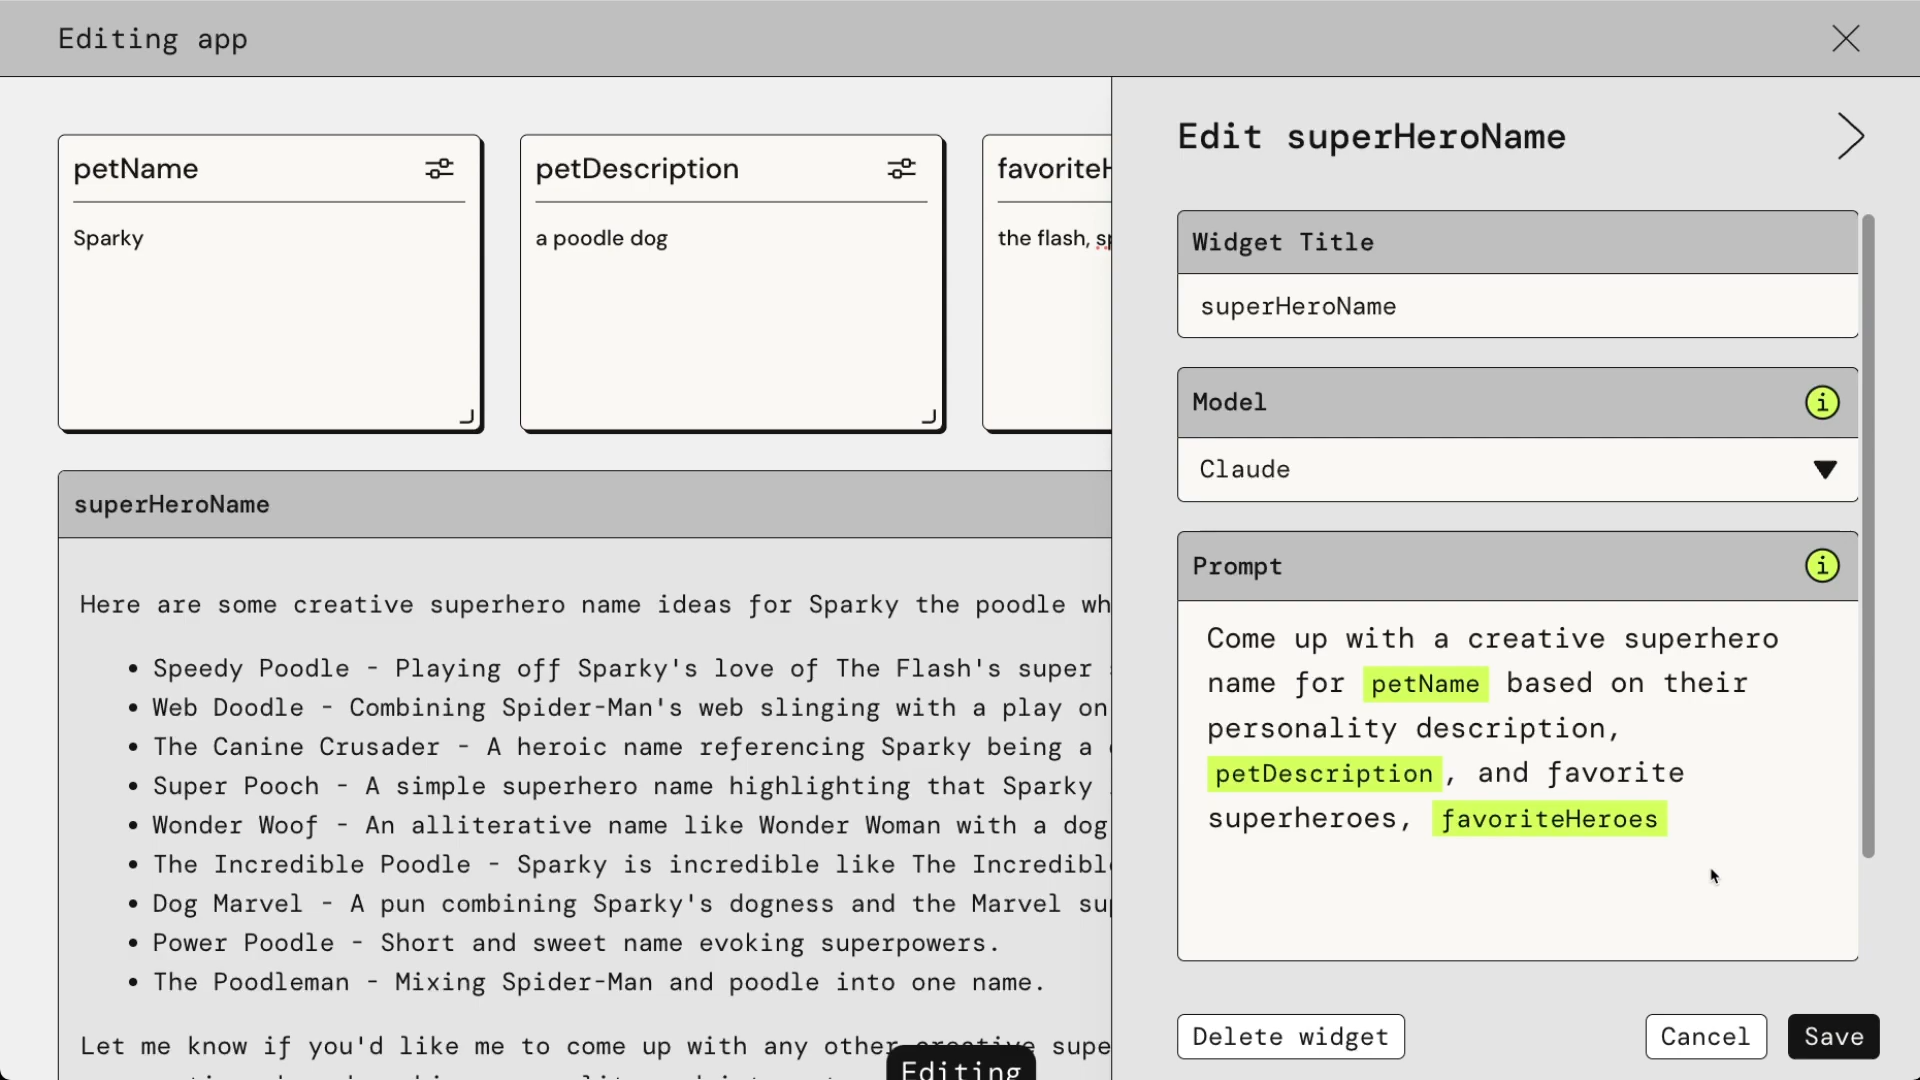 Editing app
petName
Sparky
petDescription
a poodle dog
the flash,
superHeroName
Here are some creative superhero name ideas for Sparky the poodle
Speedy Poodle - Playing off Sparky's love of The Flash's super
Web Doodle - Combining Spider-Man's web slinging with a play on
The Canine Crusader - A heroic name referencing Sparky being a
Super Pooch - A simple superhero name highlighting that Sparky
Wonder Woof - An alliterative name like Wonder Woman with a dog
The Incredible Poodle - Sparky is incredible like The
Dog Marvel - A pun combining Sparky's dogness and the Marvel
Power Poodle - Short and sweet name evoking superpowers.
The Poodleman - Mixing Spider-Man and poodle into one name.
Let me know if you'd like me to come up with any other creative
Editing
Edit superHeroName
Widget Title
superHeroName
Model
i
Claude
Prompt
i
Come up with a creative superhero
name for petName based on their
personality description,
petDescription, and favorite
superheroes, favoriteHeroes
Delete widget
Cancel
Save